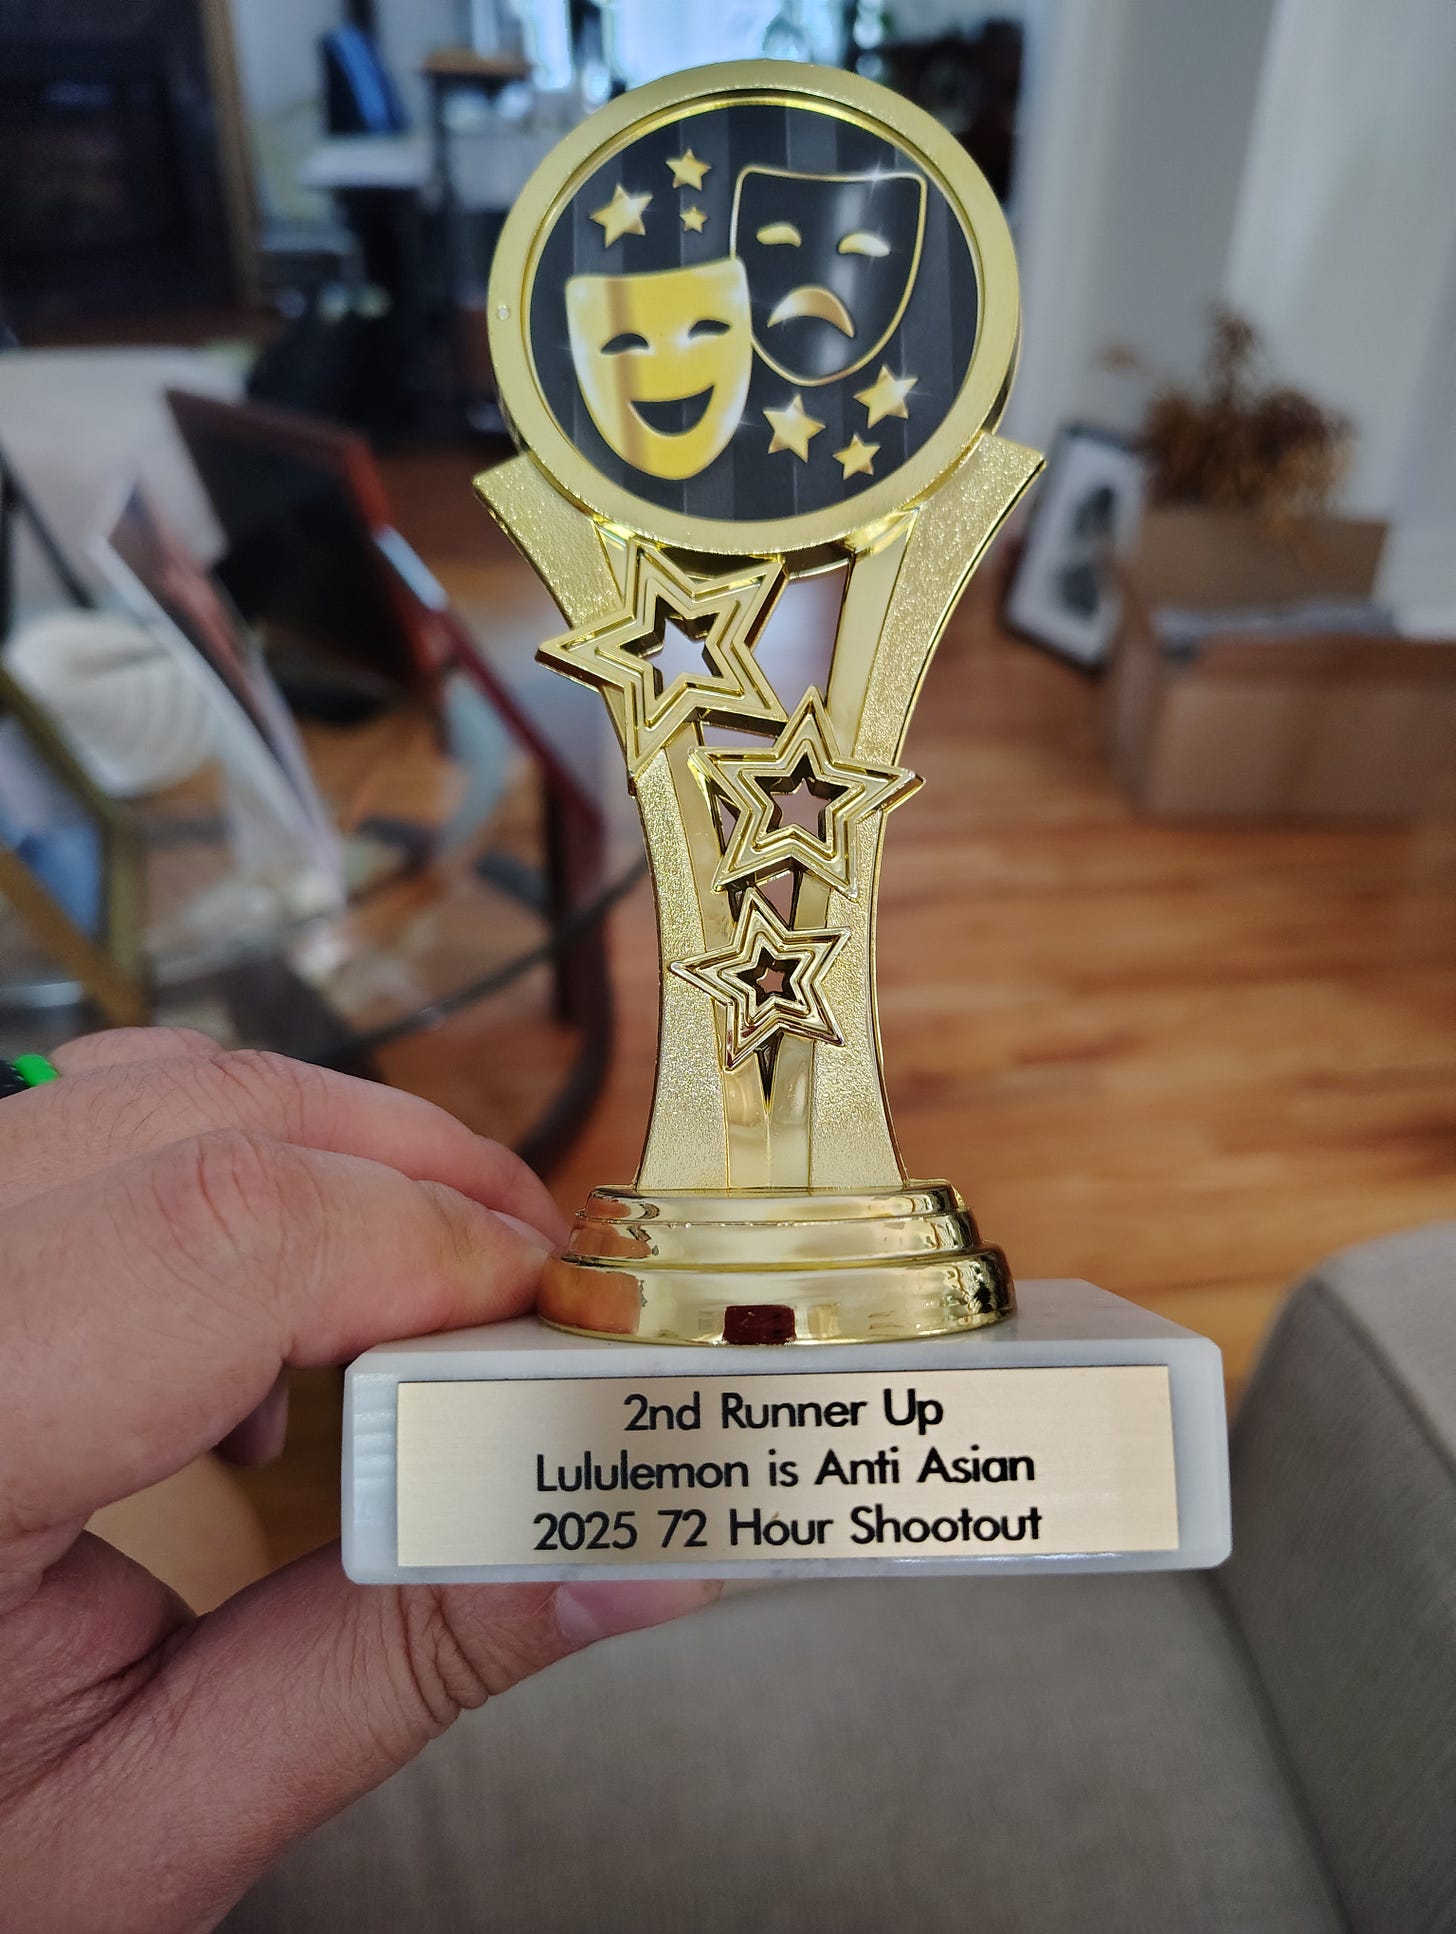 2nd Runner Up
Lululemon is Anti Asian
2025 72 Hour Shootout